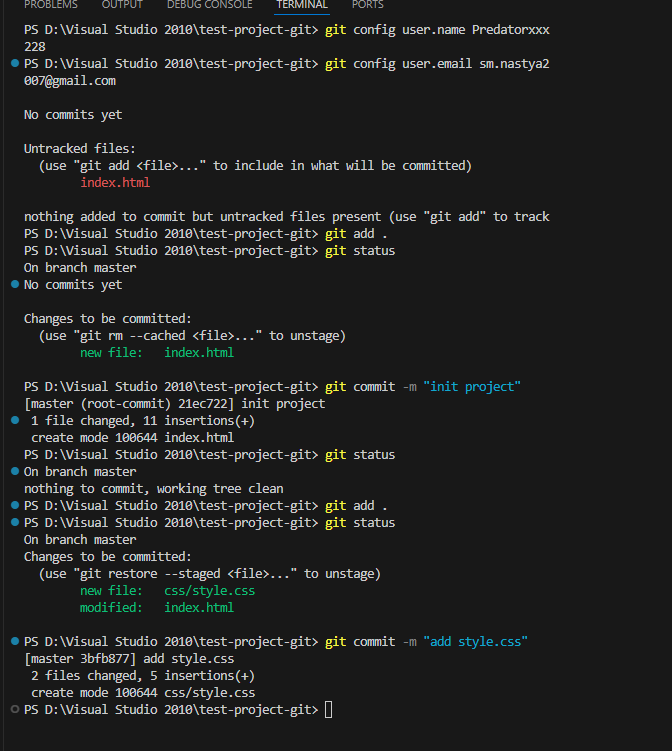 PROBLEMS OUTPUT DEBUG CONSOLE TERMINAL PORTS
PS D:\Visual Studio 2010\test-project-git> git config user.name Predatorxxx
228
PS D:\Visual Studio 2010\test-project-git> git config user.email sm.nastya2
007@gmail.com
No commits yet
Untracked files:
(use "git add <file>..." to include in what will be committed)
index.html
nothing added to commit but untracked files present (use "git add" to track
PS D:\Visual Studio 2010\test-project-git> git add .
PS D:\Visual Studio 2010\test-project-git> git status
On branch master
No commits yet
Changes to be committed:
(use "git rm --cached <file>..." to unstage)
new file:   index.html
PS D:\Visual Studio 2010\test-project-git> git commit -m "init project"
[master (root-commit) 21ec722] init project
1 file changed, 11 insertions(+)
create mode 100644 index.html
PS D:\Visual Studio 2010\test-project-git> git status
On branch master
nothing to commit, working tree clean
PS D:\Visual Studio 2010\test-project-git> git add .
PS D:\Visual Studio 2010\test-project-git> git status
On branch master
Changes to be committed:
(use "git restore --staged <file>..." to unstage)
new file:   css/style.css
modified:   index.html
PS D:\Visual Studio 2010\test-project-git> git commit -m "add style.css"
[master 3bfb877] add style.css
2 files changed, 5 insertions(+)
create mode 100644 css/style.css
PS D:\Visual Studio 2010\test-project-git>